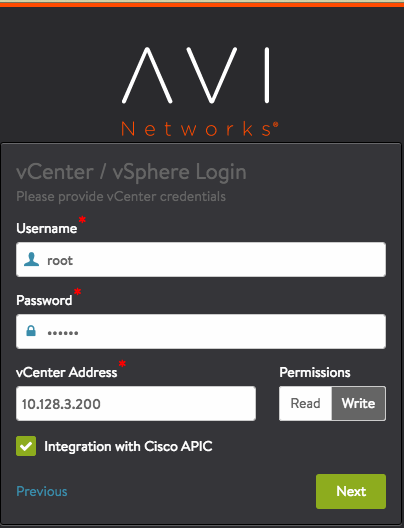 AVI
Networks
vCenter / vSphere Login
Please provide vCenter credentials
Username*
root
Password*
••••••
vCenter Address* Permissions
10.128.3.200 Read Write
Integration with Cisco APIC
Previous Next